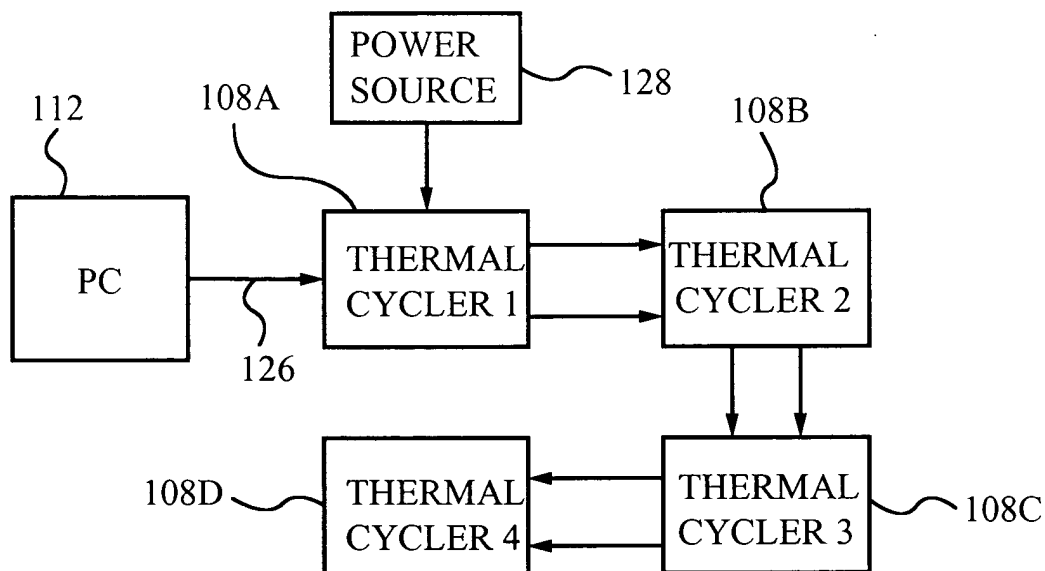 POWER
SOURCE
128
108A
112
108B
PC
THERMAL
CYCLER 1
THERMAL
CYCLER 2
126
108D
THERMAL
CYCLER 4
THERMAL
CYCLER 3
108C